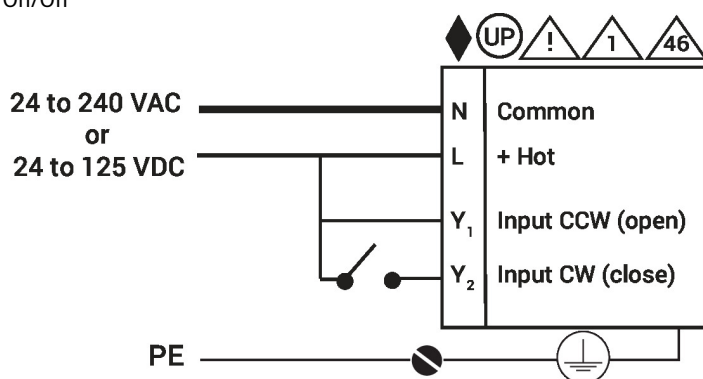 On/Off
UP ! 1 46
24 to 240 VAC
or
24 to 125 VDC
N Common
L + Hot
Y1 Input CCW (open)
Y2 Input CW (close)
PE